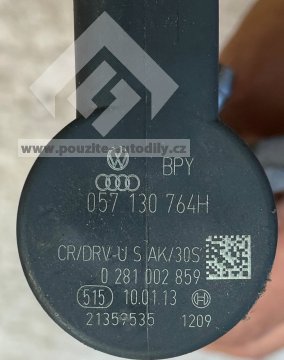 www.pouzite-autodily.cz
BPY
057 130 764H
CR/DRV-U S AK/30S
0 281 002 859
515 10.01.13
21359535 1209